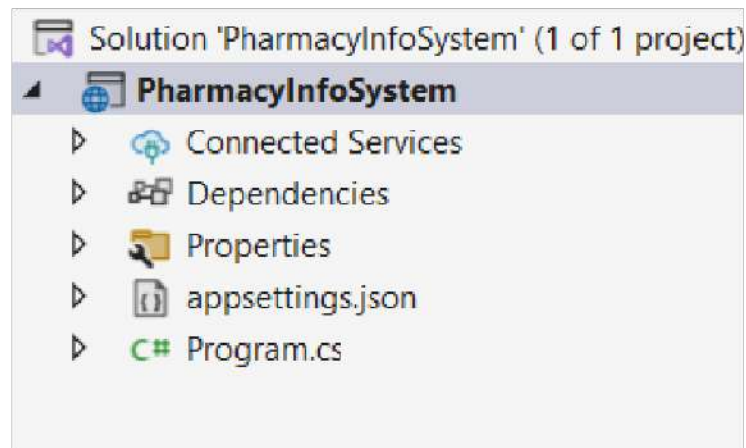 Solution 'PharmacyInfoSystem' (1 of 1 project)
PharmacyInfoSystem
Connected Services
Dependencies
Properties
appsettings.json
C# Program.cs